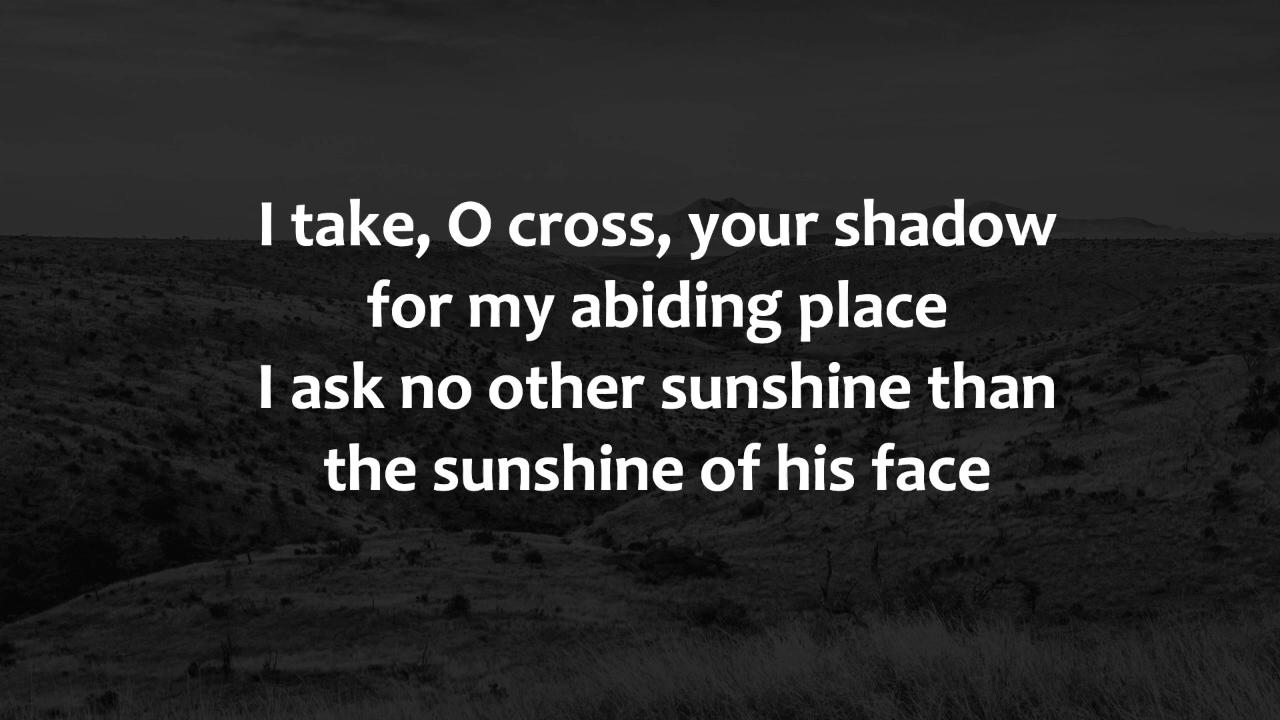 I take, O cross, your shadow
for my abiding place
I ask no other sunshine than
the sunshine of his face